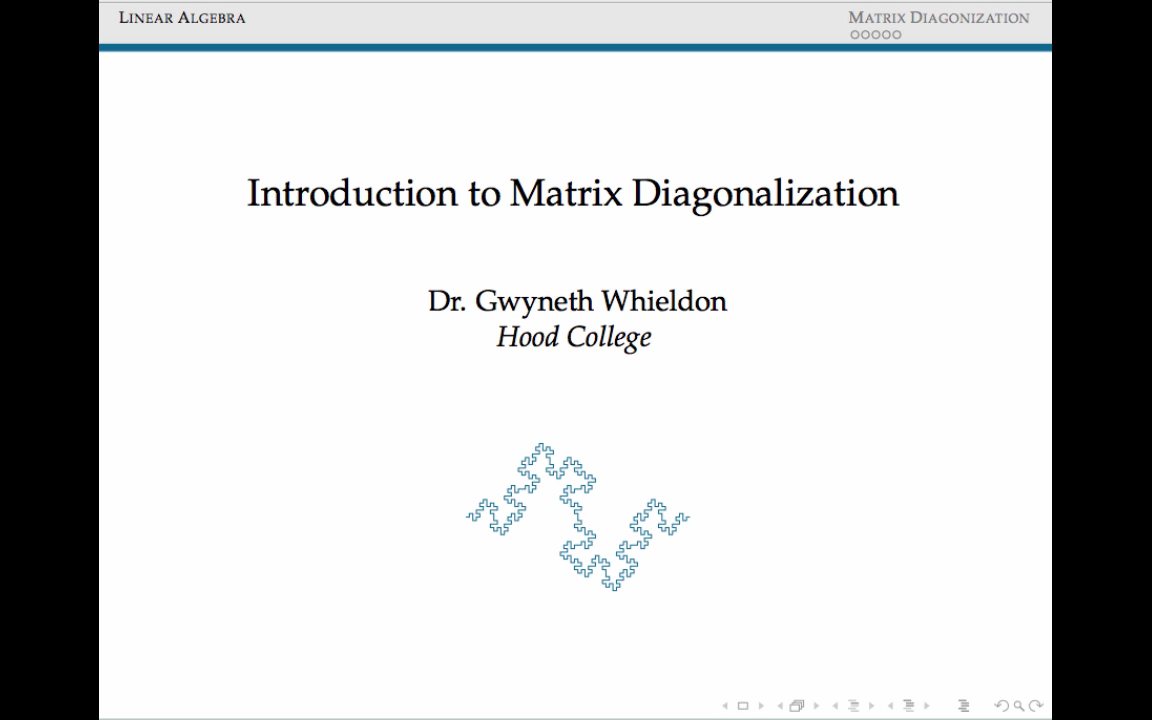 LINEAR ALGEBRA
MATRIX DIAGONIZATION
Introduction to Matrix Diagonalization
Dr. Gwyneth Whieldon
Hood College